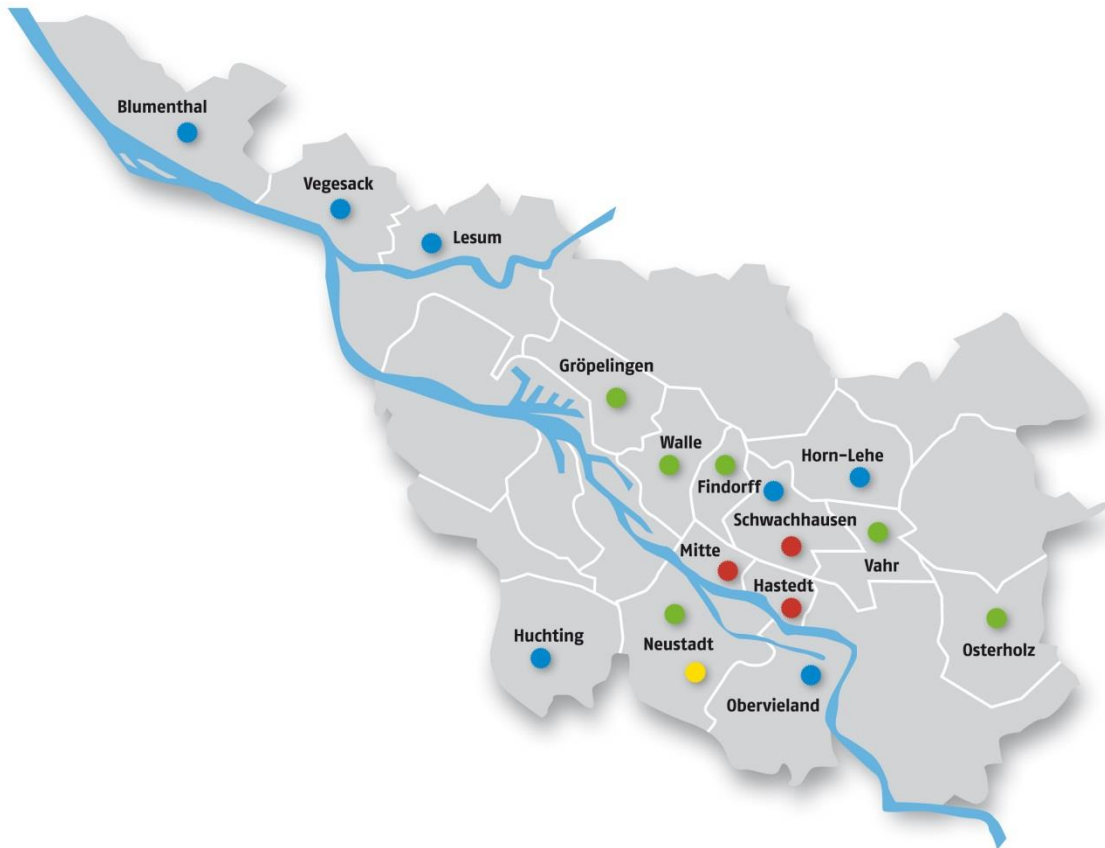 Blumenthal
Vegesack
Lesum
Gröpelingen
Walle
Findorff
Horn-Lehe
Schwachhausen
Mitte
Vahr
Hastedt
Huchting
Neustadt
Osterholz
Obervieland